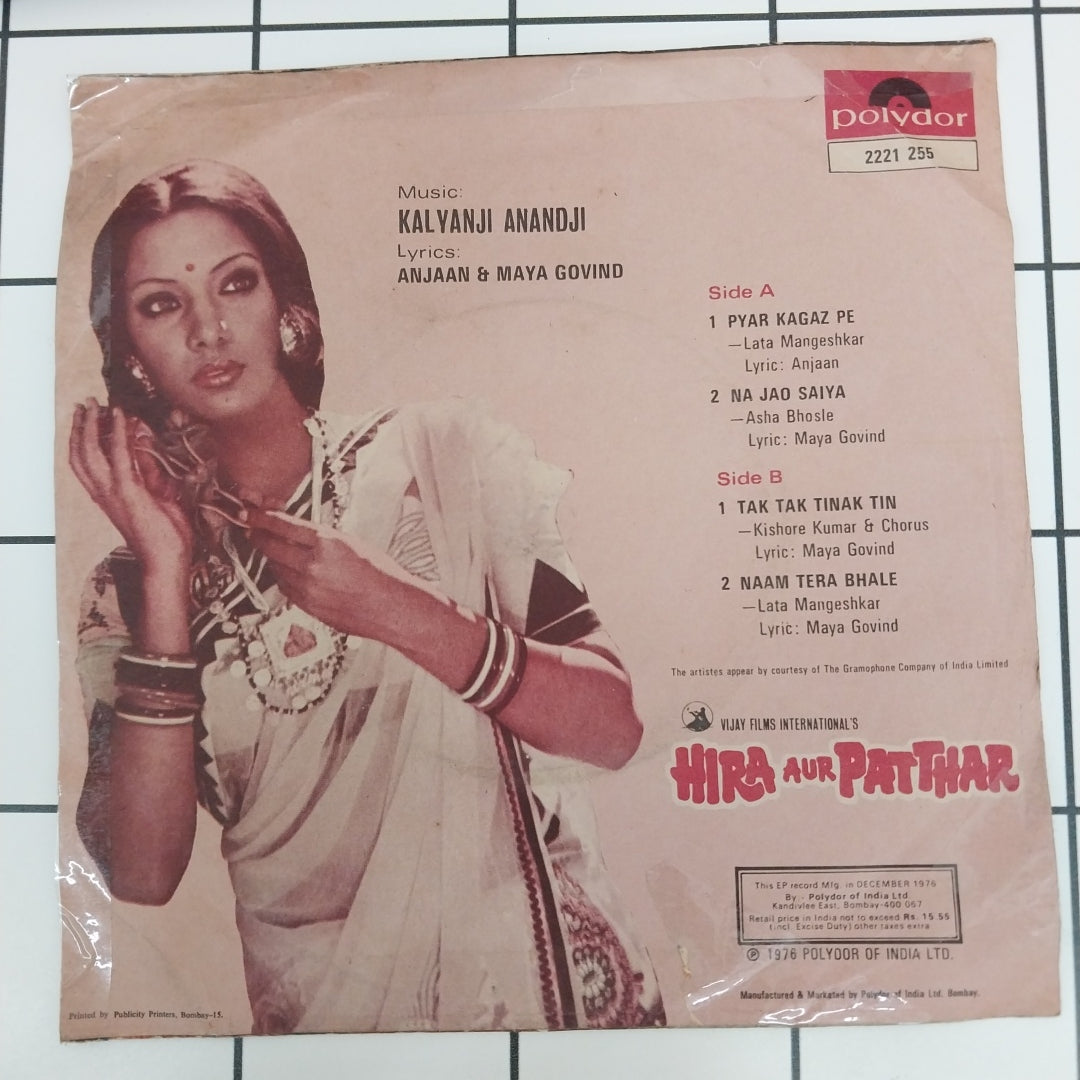 polydor
2221 255
Music:
KALYANJI ANANDJI
Lyrics:
ANJAAN & MAYA GOVIND
Side A
1 PYAR KAGAZ PE
—Lata Mangeshkar
Lyric: Anjaan
2 NA JAO SAIYA
—Asha Bhosle
Lyric: Maya Govind
Side B
1 TAK TAK TINAK TIN
—Kishore Kumar & Chorus
Lyric: Maya Govind
2 NAAM TERA BHALE
—Lata Mangeshkar
Lyric: Maya Govind
The artistes appear by courtesy of The Gramophone Company of India Limited
VIJAY FILMS INTERNATIONAL'S
HIRA AUR PATTHAR
This EP record Mfg. in DECEMBER 1976
By:- Polydor of India Ltd.
Kandivlee East, Bombay-400 067
Retail price in India not to exceed Rs. 15.55
(incl. Excise Duty) other taxes extra
℗ 1976 POLYDOR OF INDIA LTD.
Manufactured & Marketed by Polydor of India Ltd. Bombay.
Printed by Publicity Printers, Bombay-15.